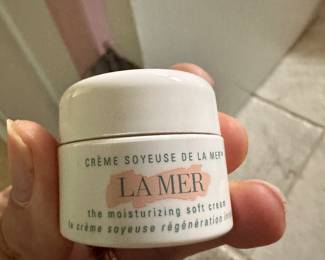 CRÈME SOYEUSE DE LA MER
LA MER
the moisturizing soft cream
la crème soyeuse régénération